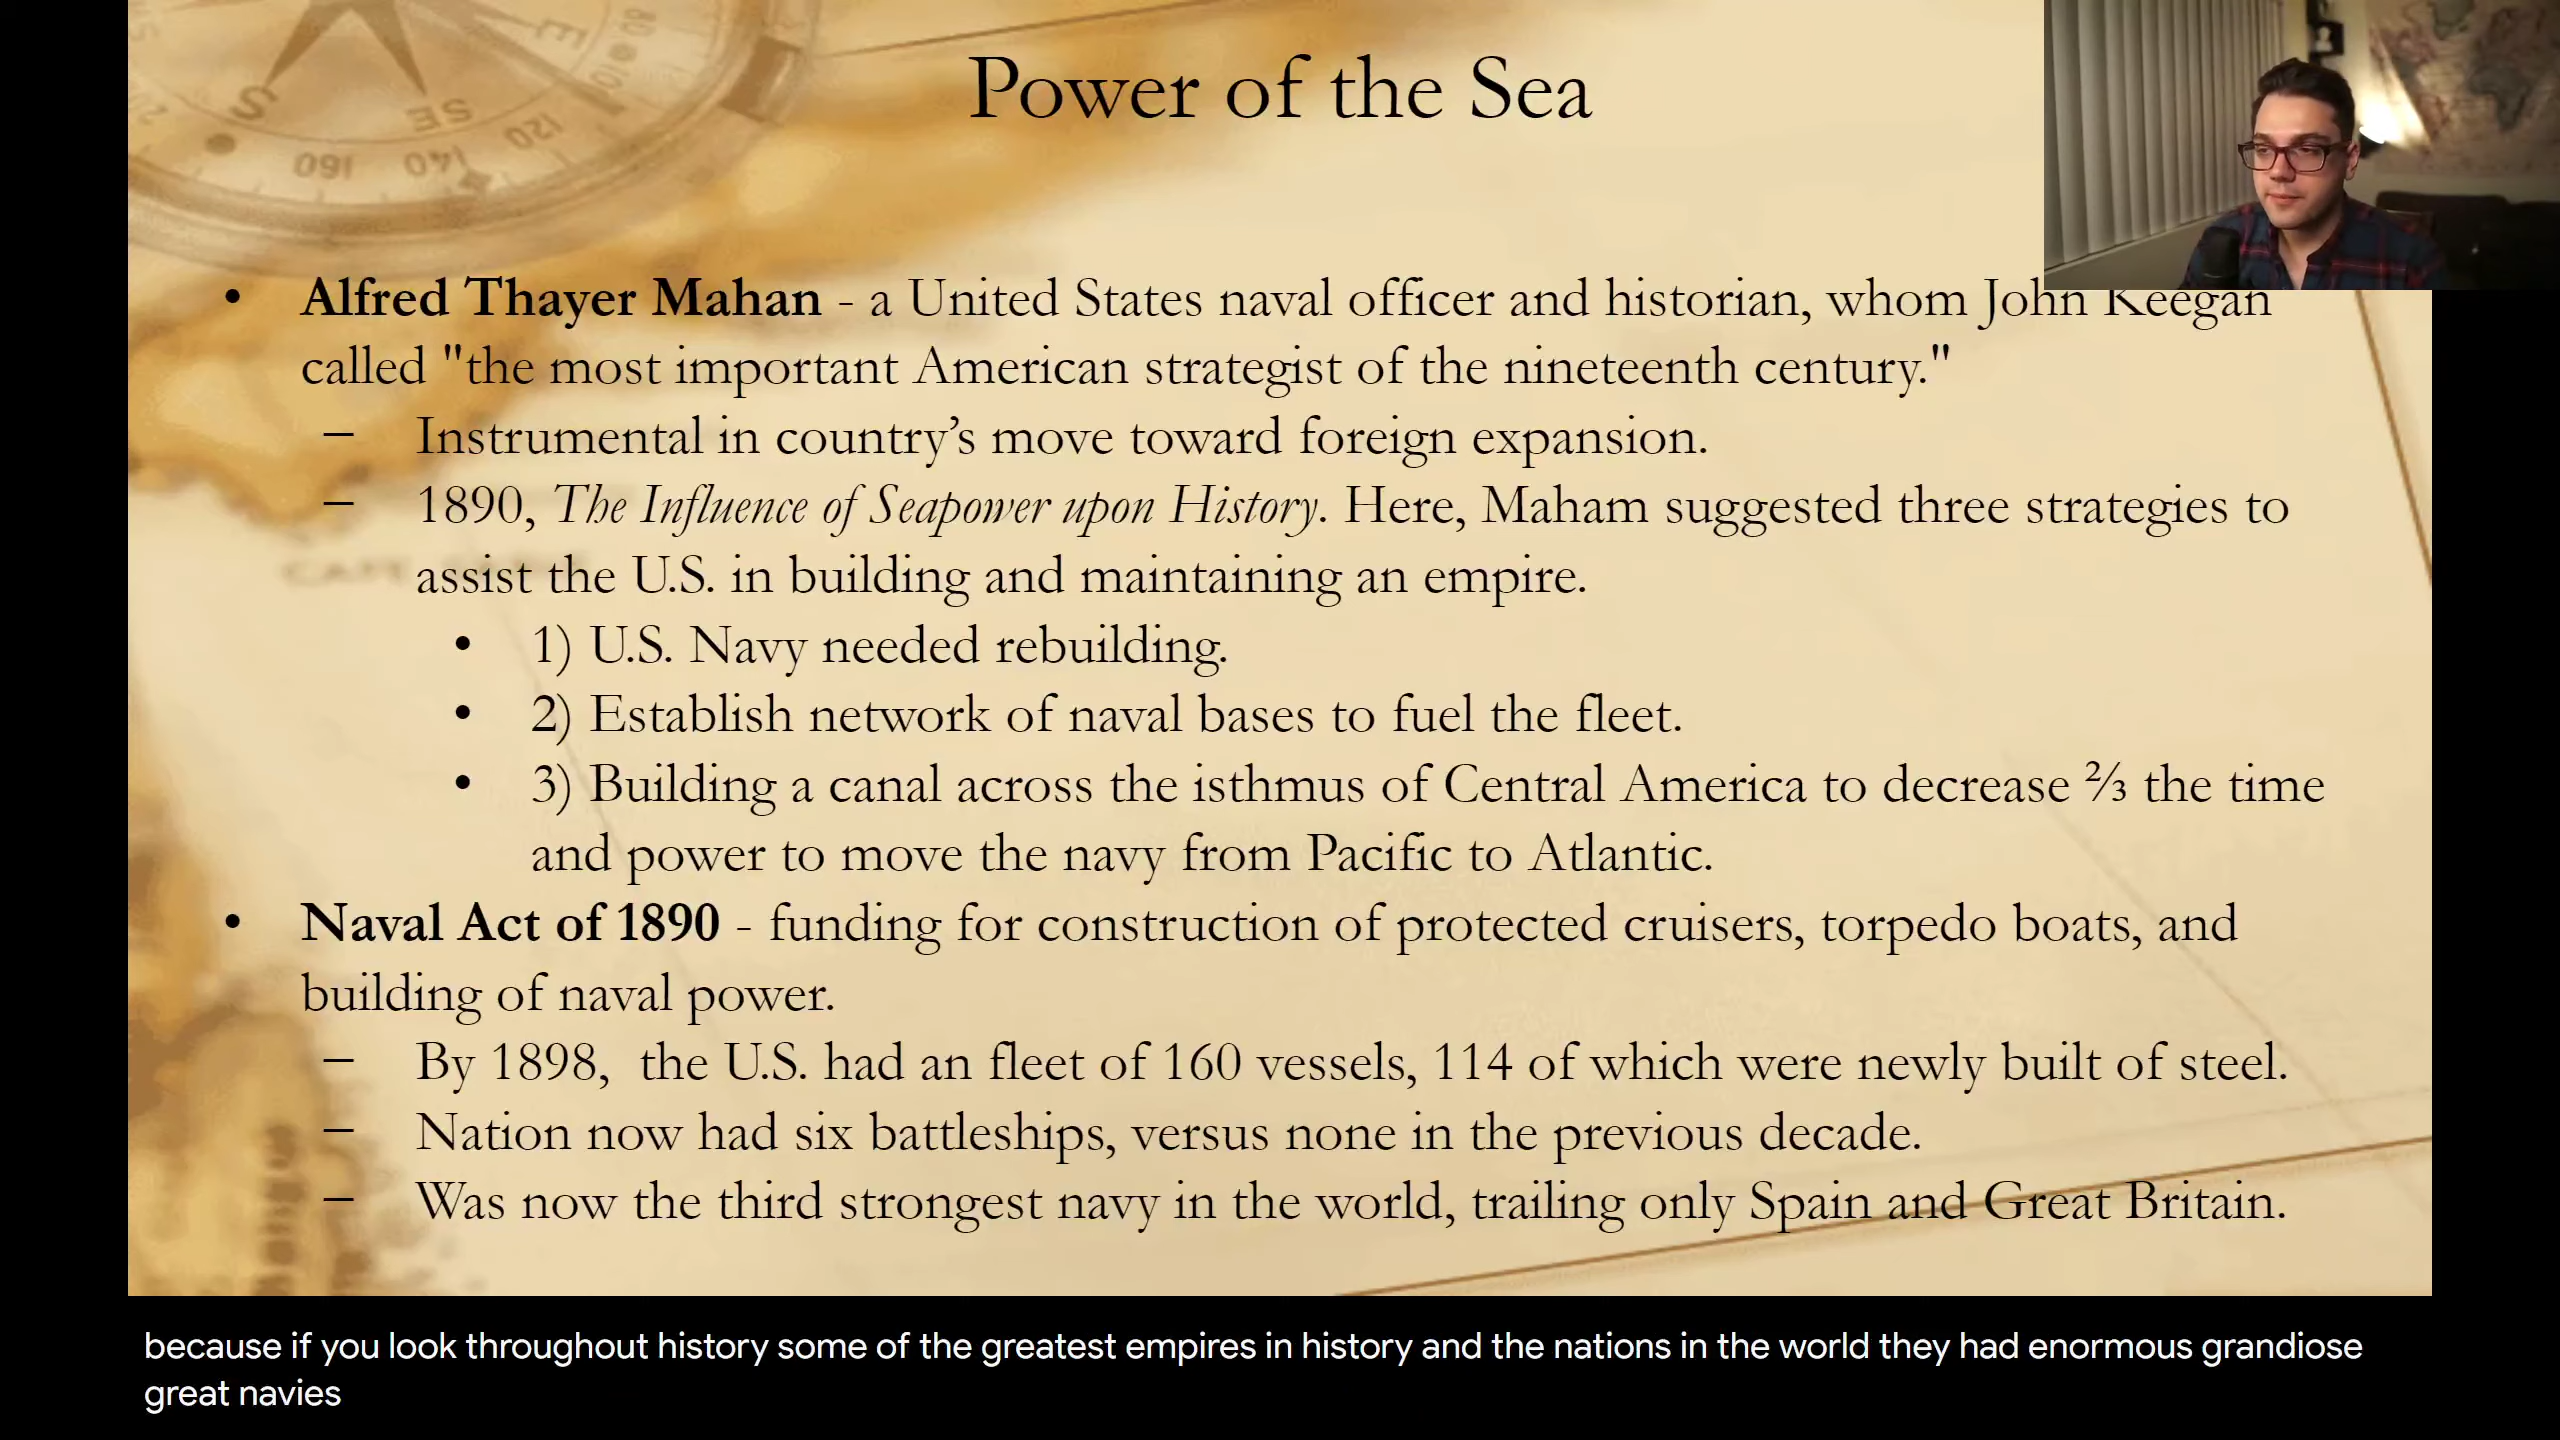 Power of the Sea
• Alfred Thayer Mahan - a United States naval officer and historian, whom John Keegan
called "the most important American strategist of the nineteenth century."
– Instrumental in country’s move toward foreign expansion.
– 1890, The Influence of Seapower upon History. Here, Maham suggested three strategies to
assist the U.S. in building and maintaining an empire.
• 1) U.S. Navy needed rebuilding.
• 2) Establish network of naval bases to fuel the fleet.
• 3) Building a canal across the isthmus of Central America to decrease ⅔ the time
and power to move the navy from Pacific to Atlantic.
• Naval Act of 1890 - funding for construction of protected cruisers, torpedo boats, and
building of naval power.
– By 1898,  the U.S. had an fleet of 160 vessels, 114 of which were newly built of steel.
– Nation now had six battleships, versus none in the previous decade.
– Was now the third strongest navy in the world, trailing only Spain and Great Britain.
because if you look throughout history some of the greatest empires in history and the nations in the world they had enormous grandiose
great navies
S
SE
E
160
140
120